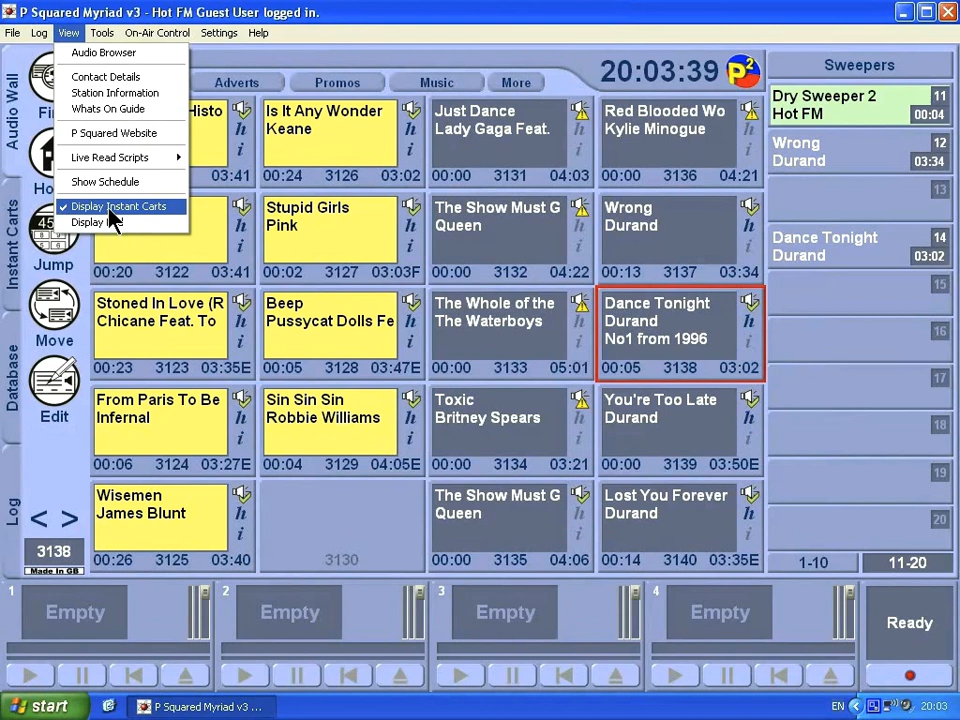 P Squared Myriad v3 - Hot FM Guest User logged in.
File Log View Tools On-Air Control Settings Help
Audio Browser
Contact Details
Station Information
Whats On Guide
P Squared Website
Live Read Scripts
Show Schedule
Display Instant Carts
Display
Audio Wall
Instant Carts
Database
Log
Jump
Move
Edit
< >
3138
Made In GB
Adverts Promos Music More
20:03:39
P2
Histo
03:41
Is It Any Wonder
Keane
00:24 3126 03:03
Just Dance
Lady Gaga Feat.
00:00 3131 04:01
Red Blooded Wo
Kylie Minogue
00:00 3136 04:21
00:20 3122 03:41
Stupid Girls
Pink
00:02 3127 03:03F
The Show Must G
Queen
00:00 3132 04:22
Wrong
Durand
00:13 3137 03:34
Stoned In Love (R
Chicane Feat. To
00:23 3123 03:35E
Beep
Pussycat Dolls Fe
00:03 3128 03:47E
The Whole of the
The Waterboys
00:00 3133 05:01
Dance Tonight
Durand
No1 from 1996
00:05 3138 03:02
From Paris To Be
Infernal
00:06 3124 03:27E
Sin Sin Sin
Robbie Williams
00:04 3129 04:05E
Toxic
Britney Spears
00:00 3134 03:21
You're Too Late
Durand
00:00 3139 03:50E
Wisemen
James Blunt
00:26 3125 03:40
3130
The Show Must G
Queen
00:00 3135 04:06
Lost You Forever
Durand
00:14 3140 03:35E
Sweepers
Dry Sweeper 2 11
Hot FM 00:04
Wrong 12
Durand 03:34
13
Dance Tonight 14
Durand 03:02
15
16
17
18
19
20
1-10 11-20
1 Empty
2 Empty
3 Empty
4 Empty
Ready
start
P Squared Myriad v3 ...
EN
20:03